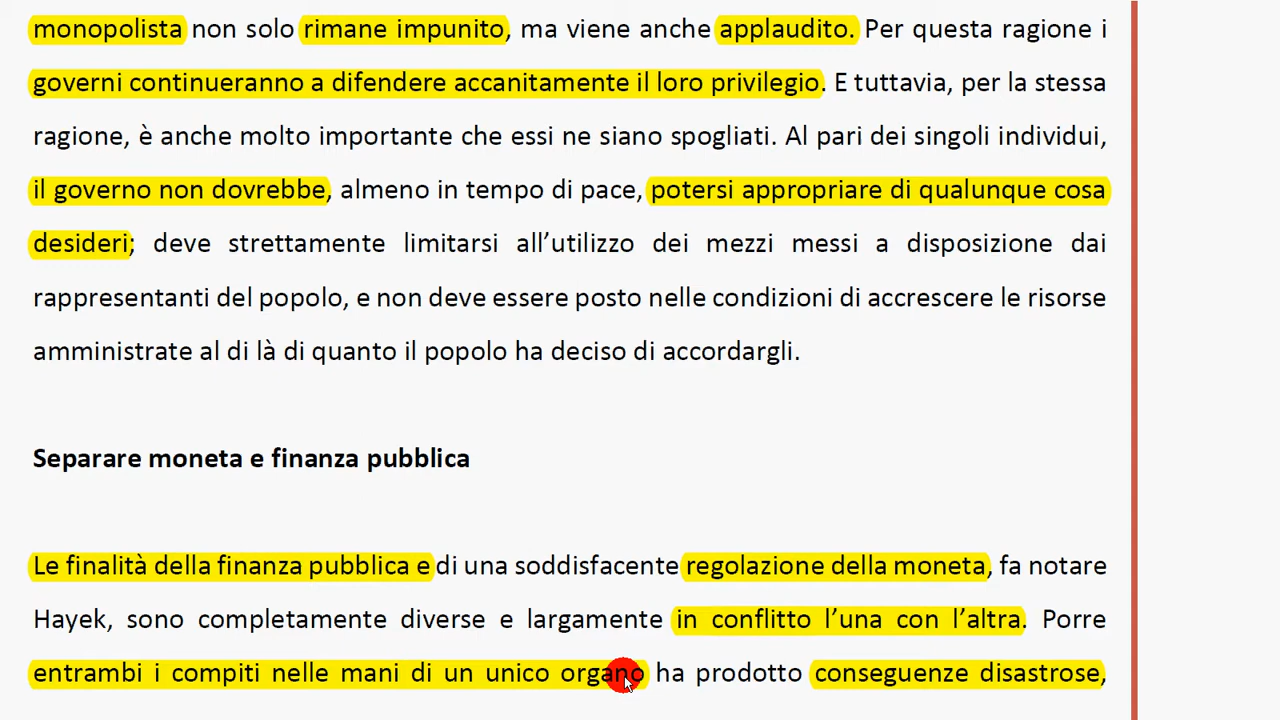 monopolista non solo rimane impunito, ma viene anche applaudito. Per questa ragione i
governi continueranno a difendere accanitamente il loro privilegio. E tuttavia, per la stessa
ragione, è anche molto importante che essi ne siano spogliati. Al pari dei singoli individui,
il governo non dovrebbe, almeno in tempo di pace, potersi appropriare di qualunque cosa
desideri; deve strettamente limitarsi all’utilizzo dei mezzi messi a disposizione dai
rappresentanti del popolo, e non deve essere posto nelle condizioni di accrescere le risorse
amministrate al di là di quanto il popolo ha deciso di accordargli.
Separare moneta e finanza pubblica
Le finalità della finanza pubblica e di una soddisfacente regolazione della moneta, fa notare
Hayek, sono completamente diverse e largamente in conflitto l’una con l’altra. Porre
entrambi i compiti nelle mani di un unico organo ha prodotto conseguenze disastrose,